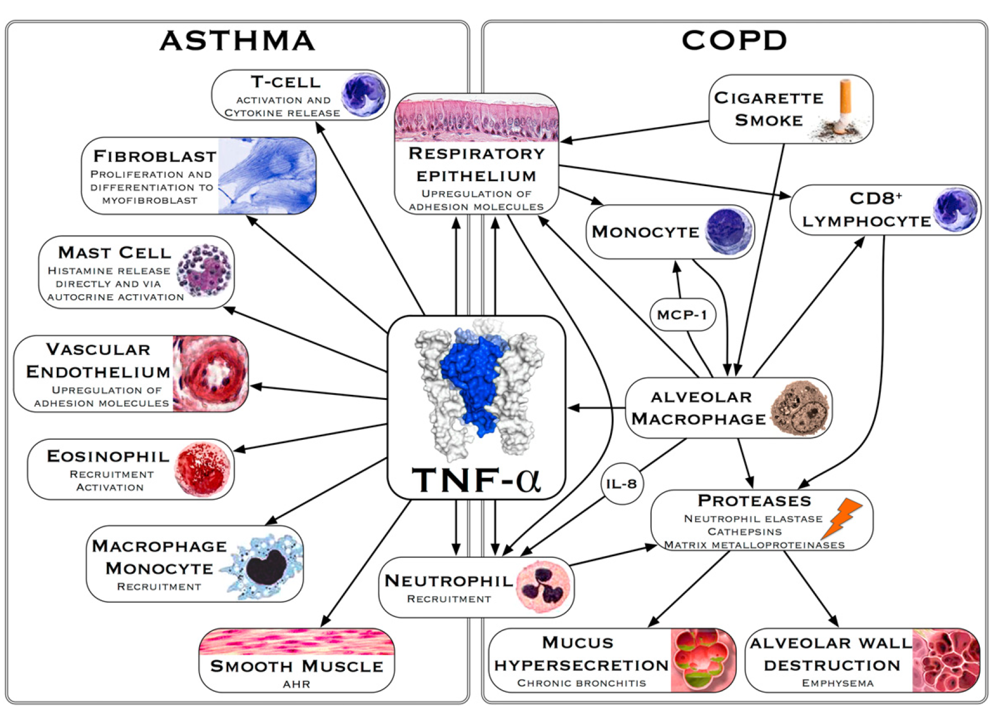 ASTHMA
T-CELL
ACTIVATION AND
CYTOKINE RELEASE
FIBROBLAST
PROLIFERATION AND
DIFFERENTIATION TO
MYOFIBROBLAST
MAST CELL
HISTAMINE RELEASE
DIRECTLY AND VIA
AUTOCRINE ACTIVATION
VASCULAR
ENDOTHELIUM
UPREGULATION OF
ADHESION MOLECULES
EOSINOPHIL
RECRUITMENT
ACTIVATION
MACROPHAGE
MONOCYTE
RECRUITMENT
SMOOTH MUSCLE
AHR
RESPIRATORY
EPITHELIUM
UPREGULATION OF
ADHESION MOLECULES
TNF-α
NEUTROPHIL
RECRUITMENT
COPD
CIGARETTE
SMOKE
CD8+
LYMPHOCYTE
MONOCYTE
MCP-1
ALVEOLAR
MACROPHAGE
IL-8
PROTEASES
NEUTROPHIL ELASTASE
CATHEPSINS
MATRIX METALLOPROTEINASES
MUCUS
HYPERSECRETION
CHRONIC BRONCHITIS
ALVEOLAR WALL
DESTRUCTION
EMPHYSEMA